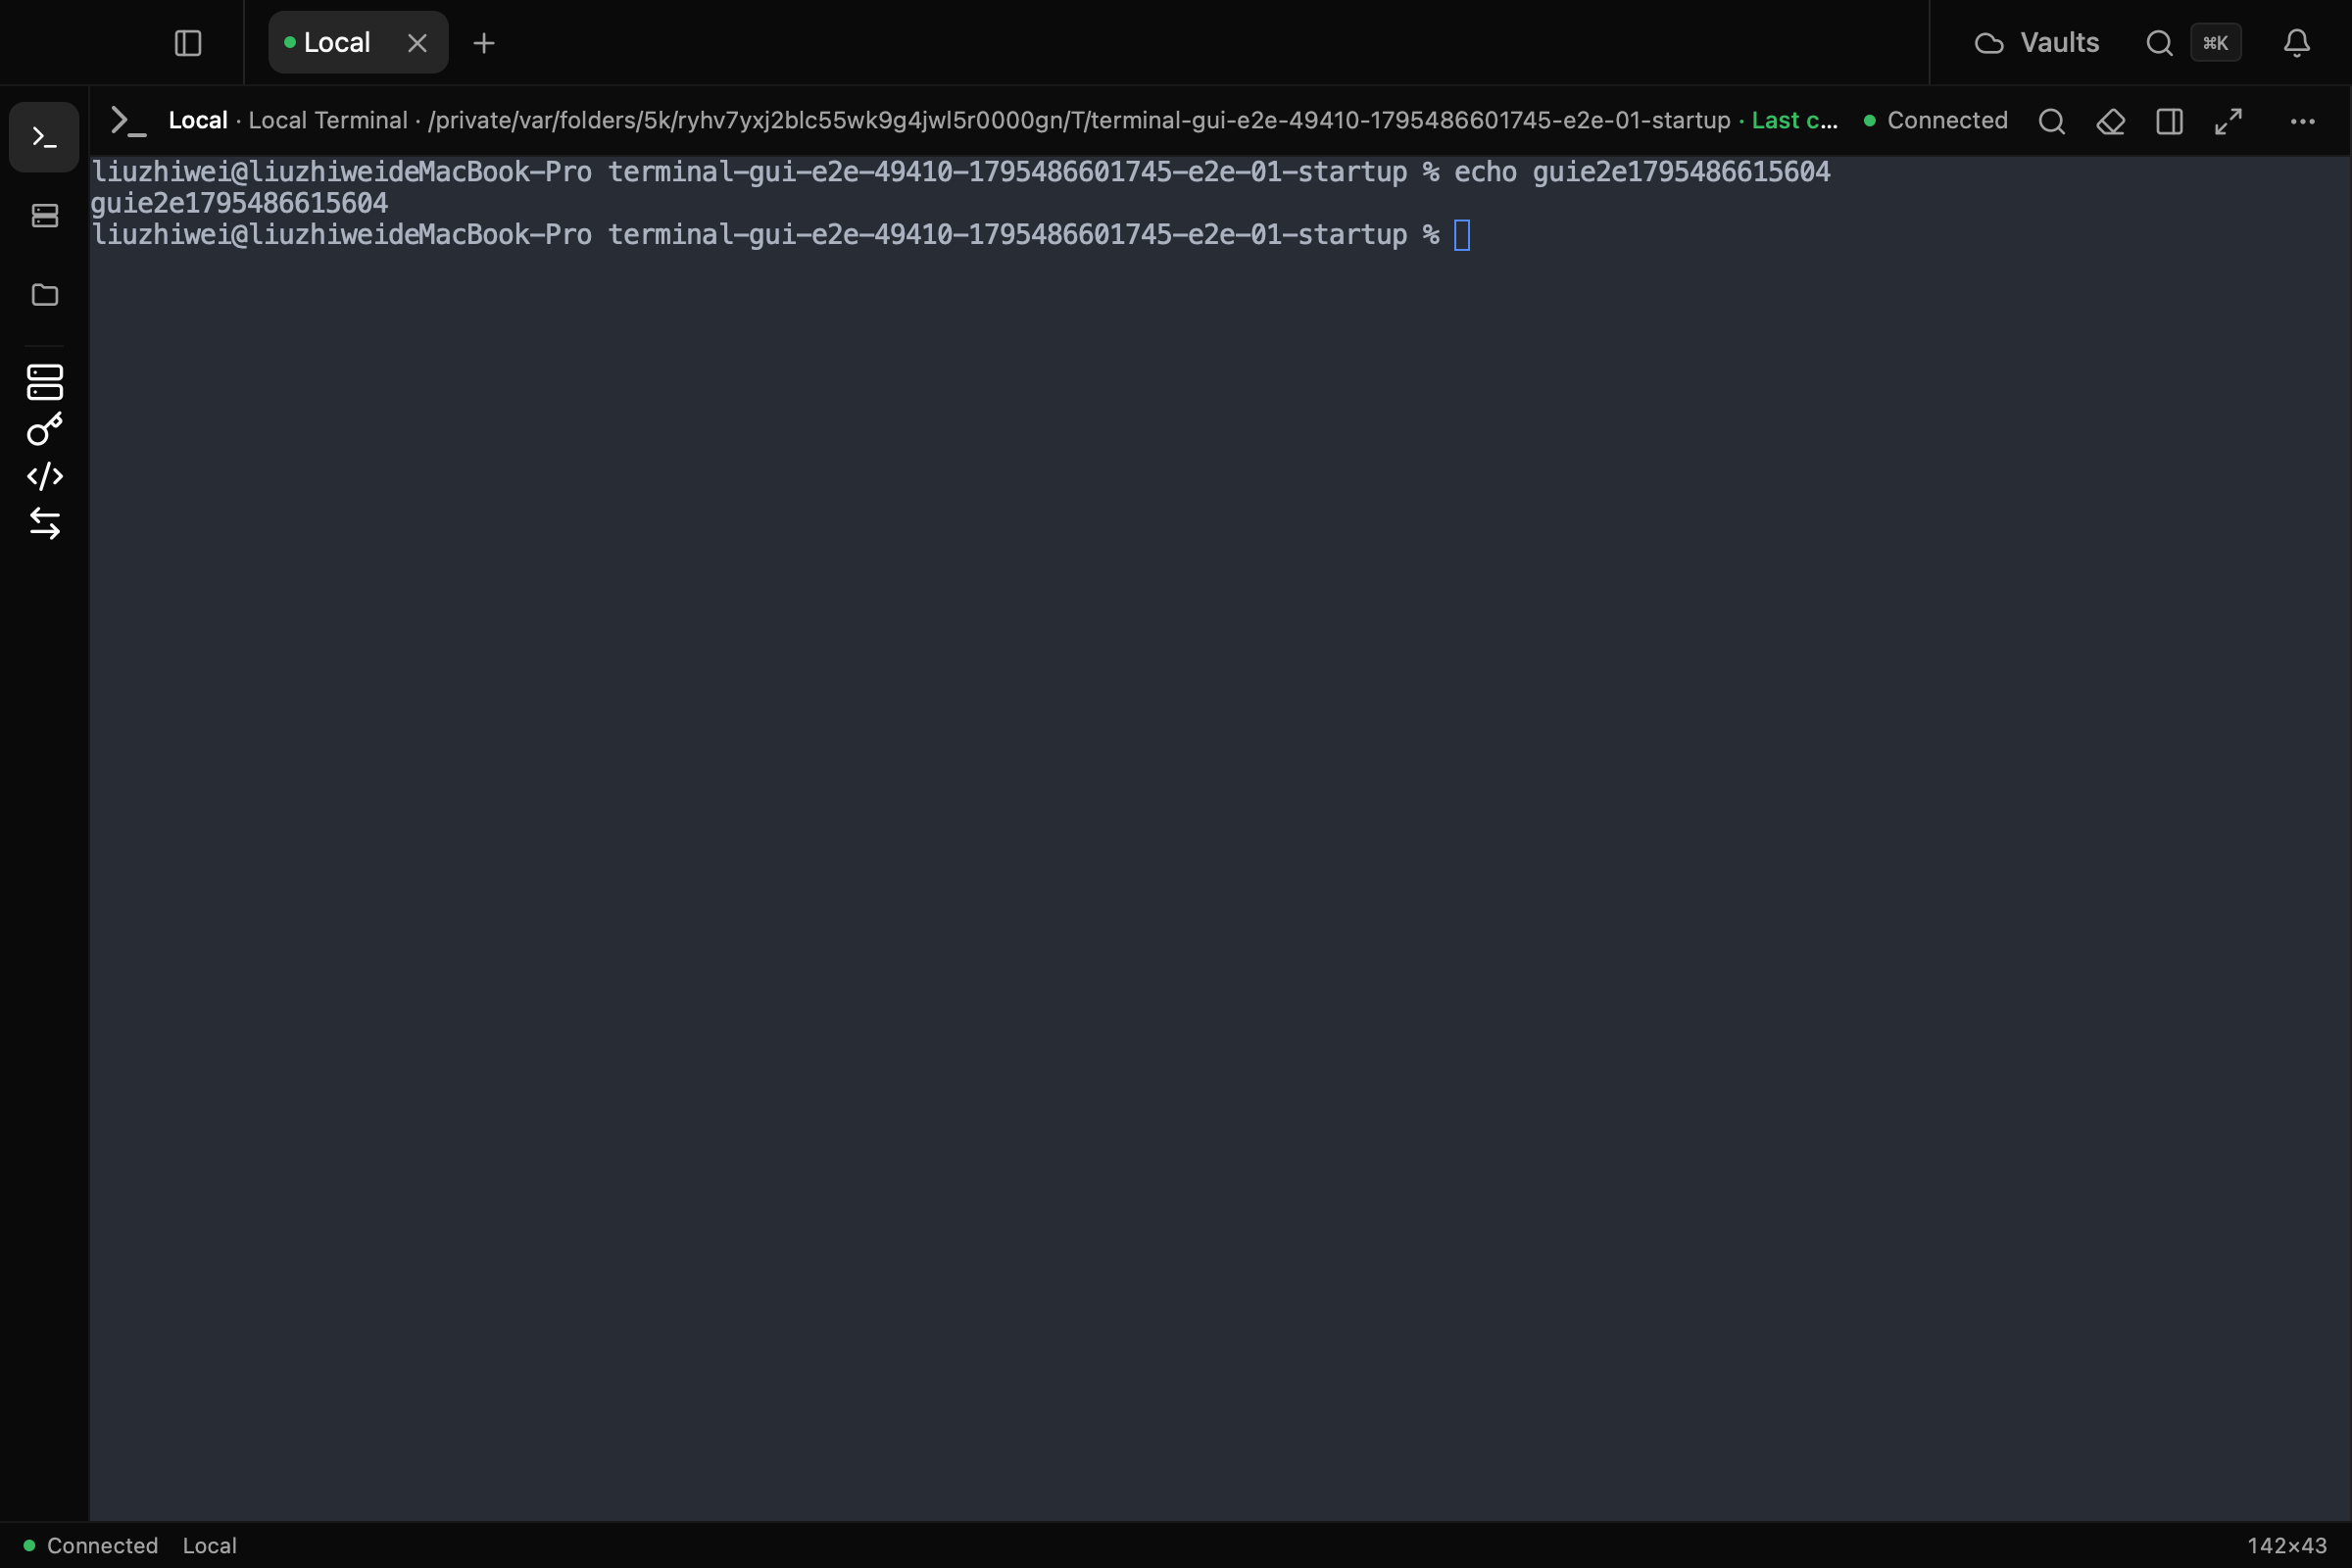 Local
Vaults
⌘K
Local · Local Terminal · /private/var/folders/5k/ryhv7yxj2blc55wk9g4jwl5r0000gn/T/terminal-gui-e2e-49410-1795486601745-e2e-01-startup · Last c...
Connected
liuzhiwei@liuzhiweideMacBook-Pro terminal-gui-e2e-49410-1795486601745-e2e-01-startup % echo guie2e1795486615604
guie2e1795486615604
liuzhiwei@liuzhiweideMacBook-Pro terminal-gui-e2e-49410-1795486601745-e2e-01-startup %
Connected Local
142×43